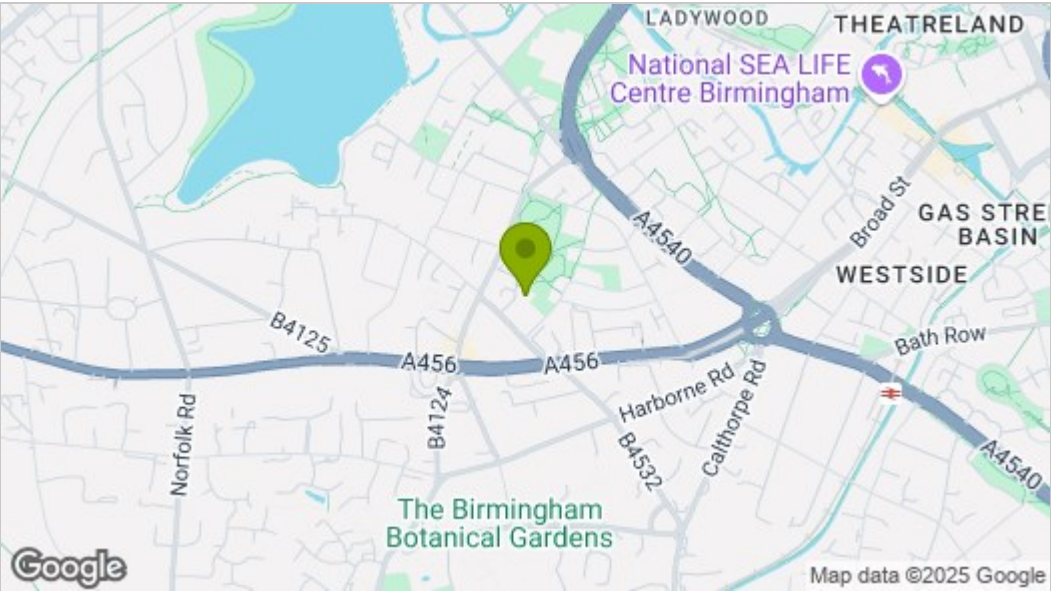 LADYWOOD
THEATRELAND
National SEA LIFE
Centre Birmingham
A4540
Broad St
GAS STRE
BASIN
WESTSIDE
B4125
Bath Row
A456
A456
Harborne Rd
Calthorpe Rd
Norfolk Rd
B4124
B4532
A4540
The Birmingham
Botanical Gardens
Google
Map data ©2025 Google